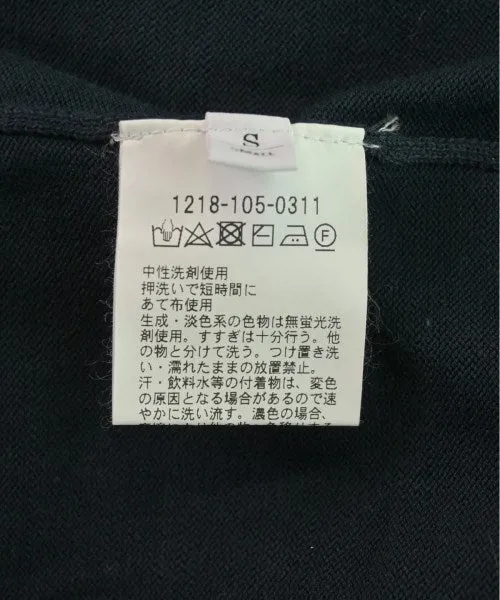 S
1218-105-0311
中性洗剤使用
押洗いで短時間に
あて布使用
生成・淡色系の色物は無蛍光洗
剤使用。すすぎは十分行う。他
の物と分けて洗う。つけ置き洗
い・濡れたままの放置禁止。
汗・飲料水等の付着物は、変色
の原因となる場合があるので速
やかに洗い流す。濃色の場合、